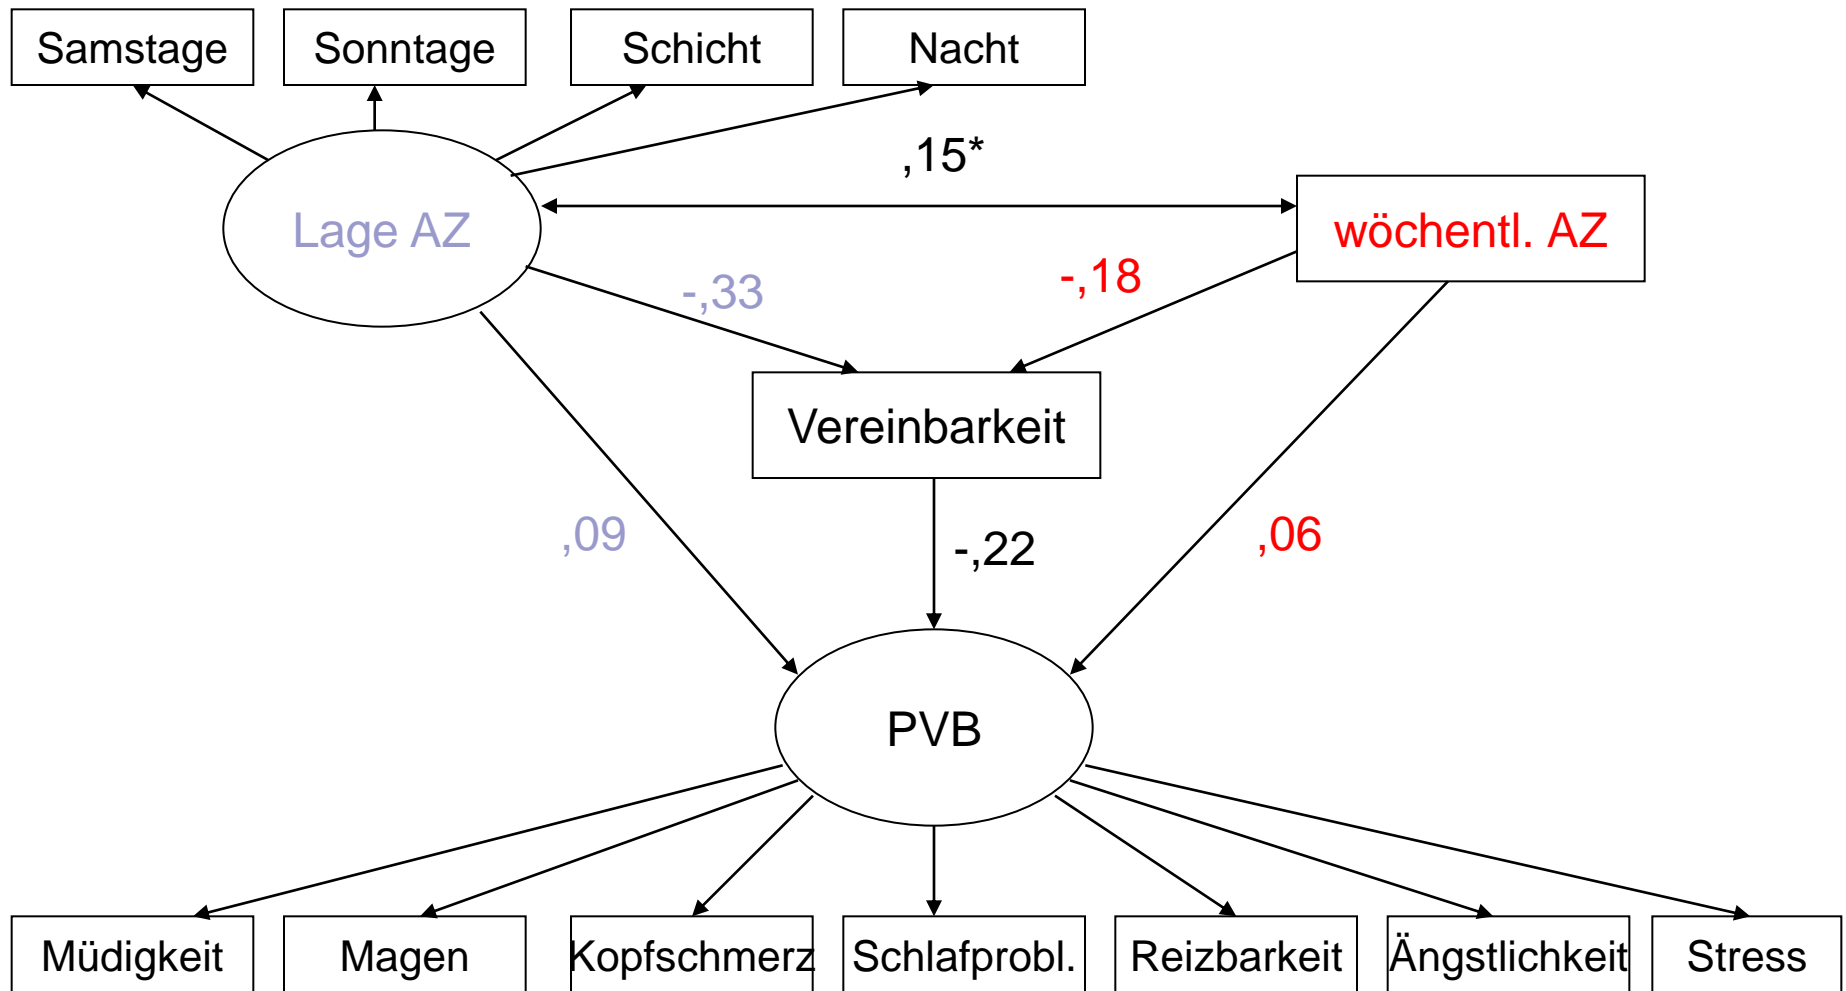 Samstage
Sonntage
Schicht
Nacht
,15*
Lage AZ
wöchentl. AZ
-,33
-,18
Vereinbarkeit
,09
-,22
,06
PVB
Müdigkeit
Magen
Kopfschmerz
Schlafprobl.
Reizbarkeit
Ängstlichkeit
Stress